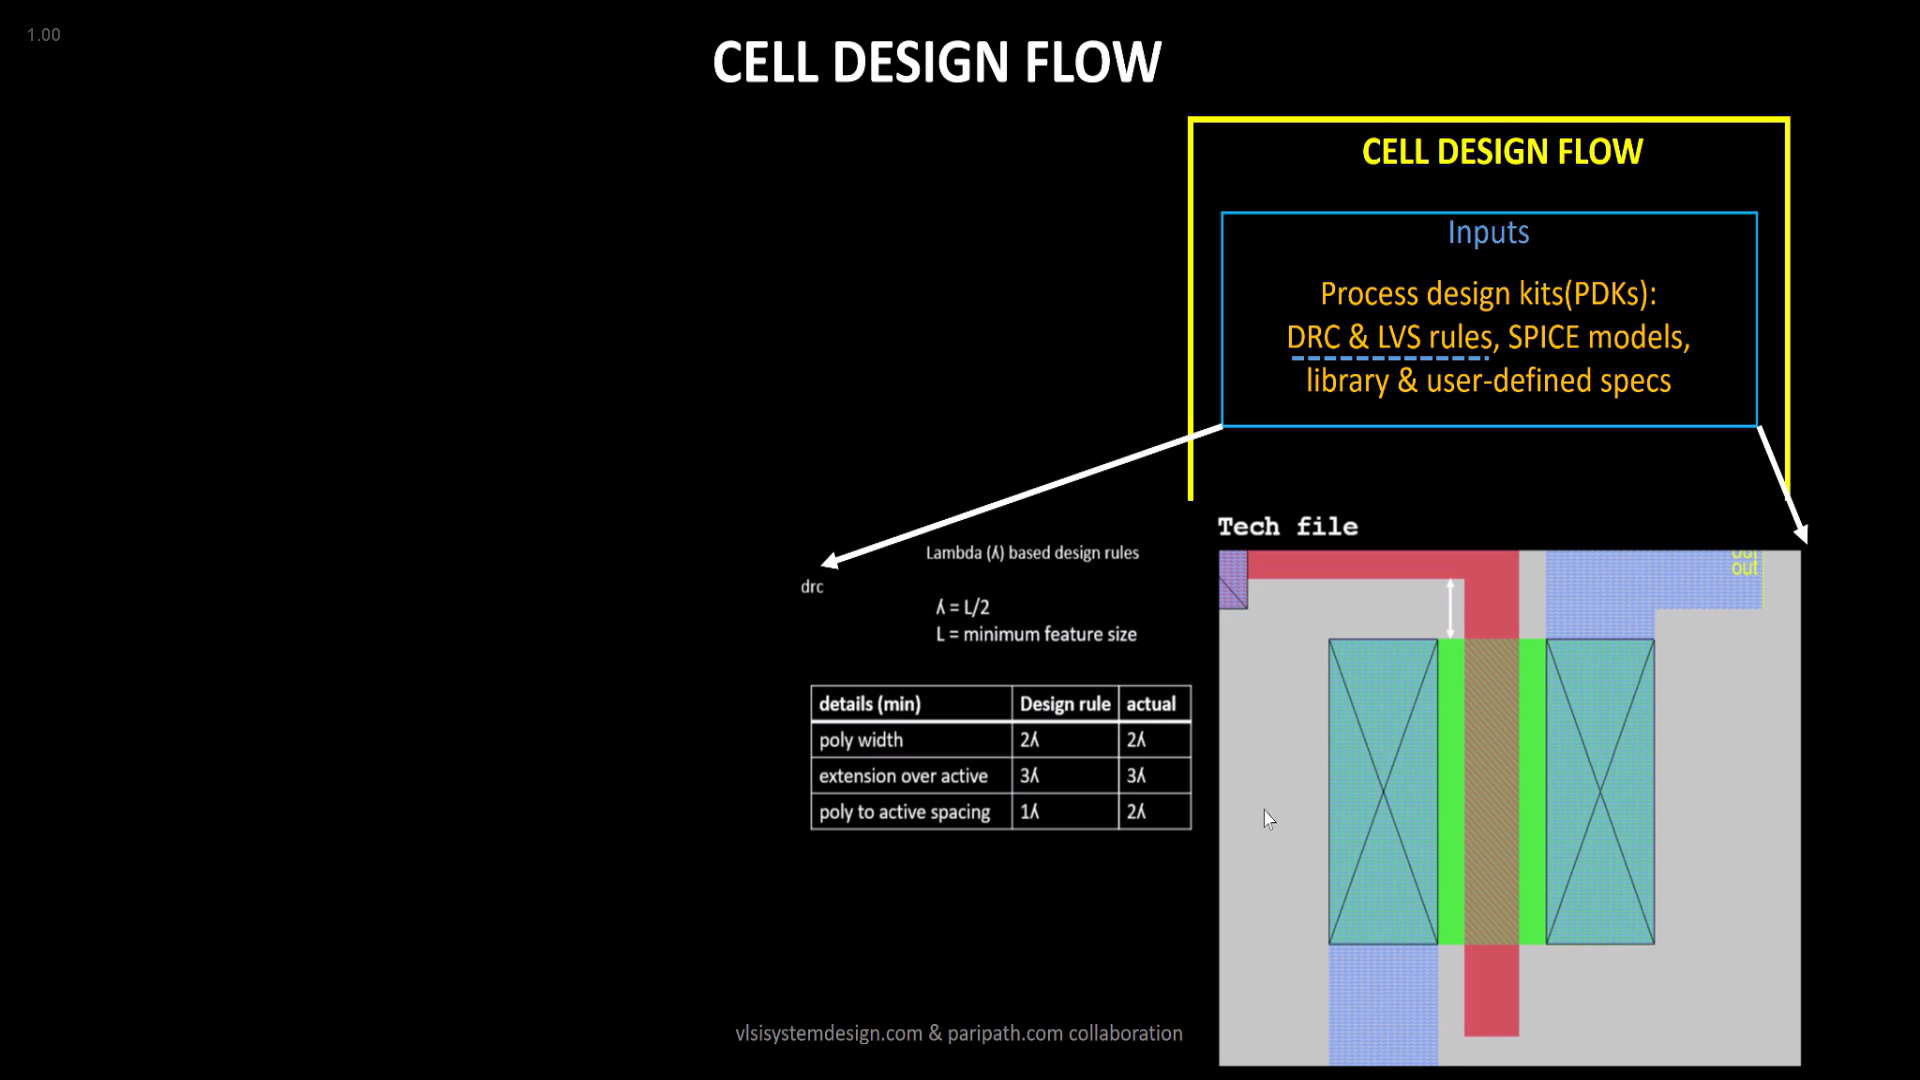 1.00
CELL DESIGN FLOW
CELL DESIGN FLOW
Inputs
Process design kits(PDKs):
DRC & LVS rules, SPICE models,
library & user-defined specs
Tech file
Lambda (ʎ) based design rules
drc
ʎ = L/2
L = minimum feature size
details (min) Design rule actual
poly width 2ʎ 2ʎ
extension over active 3ʎ 3ʎ
poly to active spacing 1ʎ 2ʎ
out
out
vlsisystemdesign.com & paripath.com collaboration